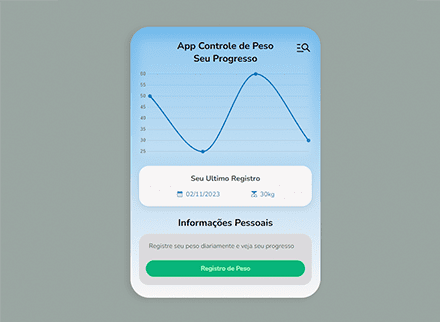 App Controle de Peso
Seu Progresso
60
55
50
45
40
35
30
25
Seu Ultimo Registro
02/11/2023 30kg
Informações Pessoais
Registre seu peso diariamente e veja seu progresso
Registro de Peso